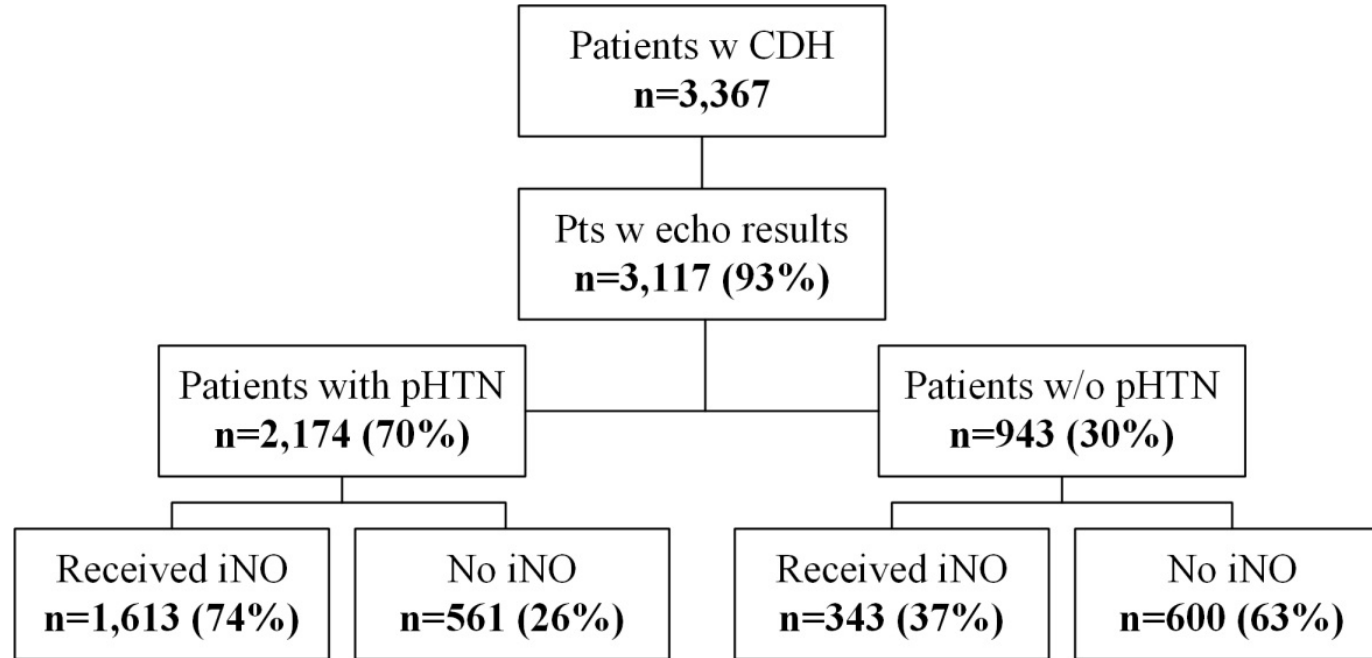 Patients w CDH
n=3,367
Pts w echo results
n=3,117 (93%)
Patients with pHTN
n=2,174 (70%)
Patients w/o pHTN
n=943 (30%)
Received iNO
n=1,613 (74%)
No iNO
n=561 (26%)
Received iNO
n=343 (37%)
No iNO
n=600 (63%)